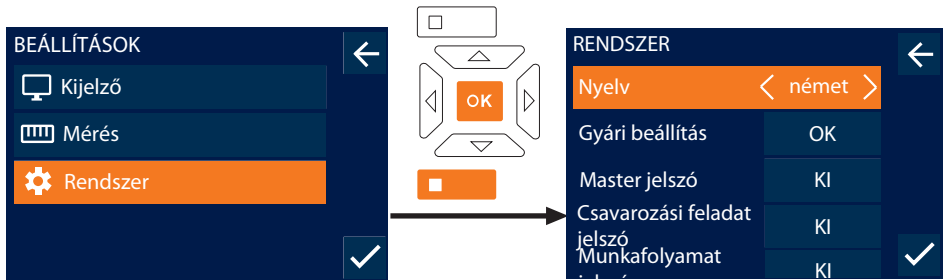 BEÁLLÍTÁSOK
Kijelző
Mérés
Rendszer
OK
RENDSZER
Nyelv
német
Gyári beállítás
OK
Master jelszó
KI
Csavarozási feladat
jelszó
KI
Munkafolyamat
KI